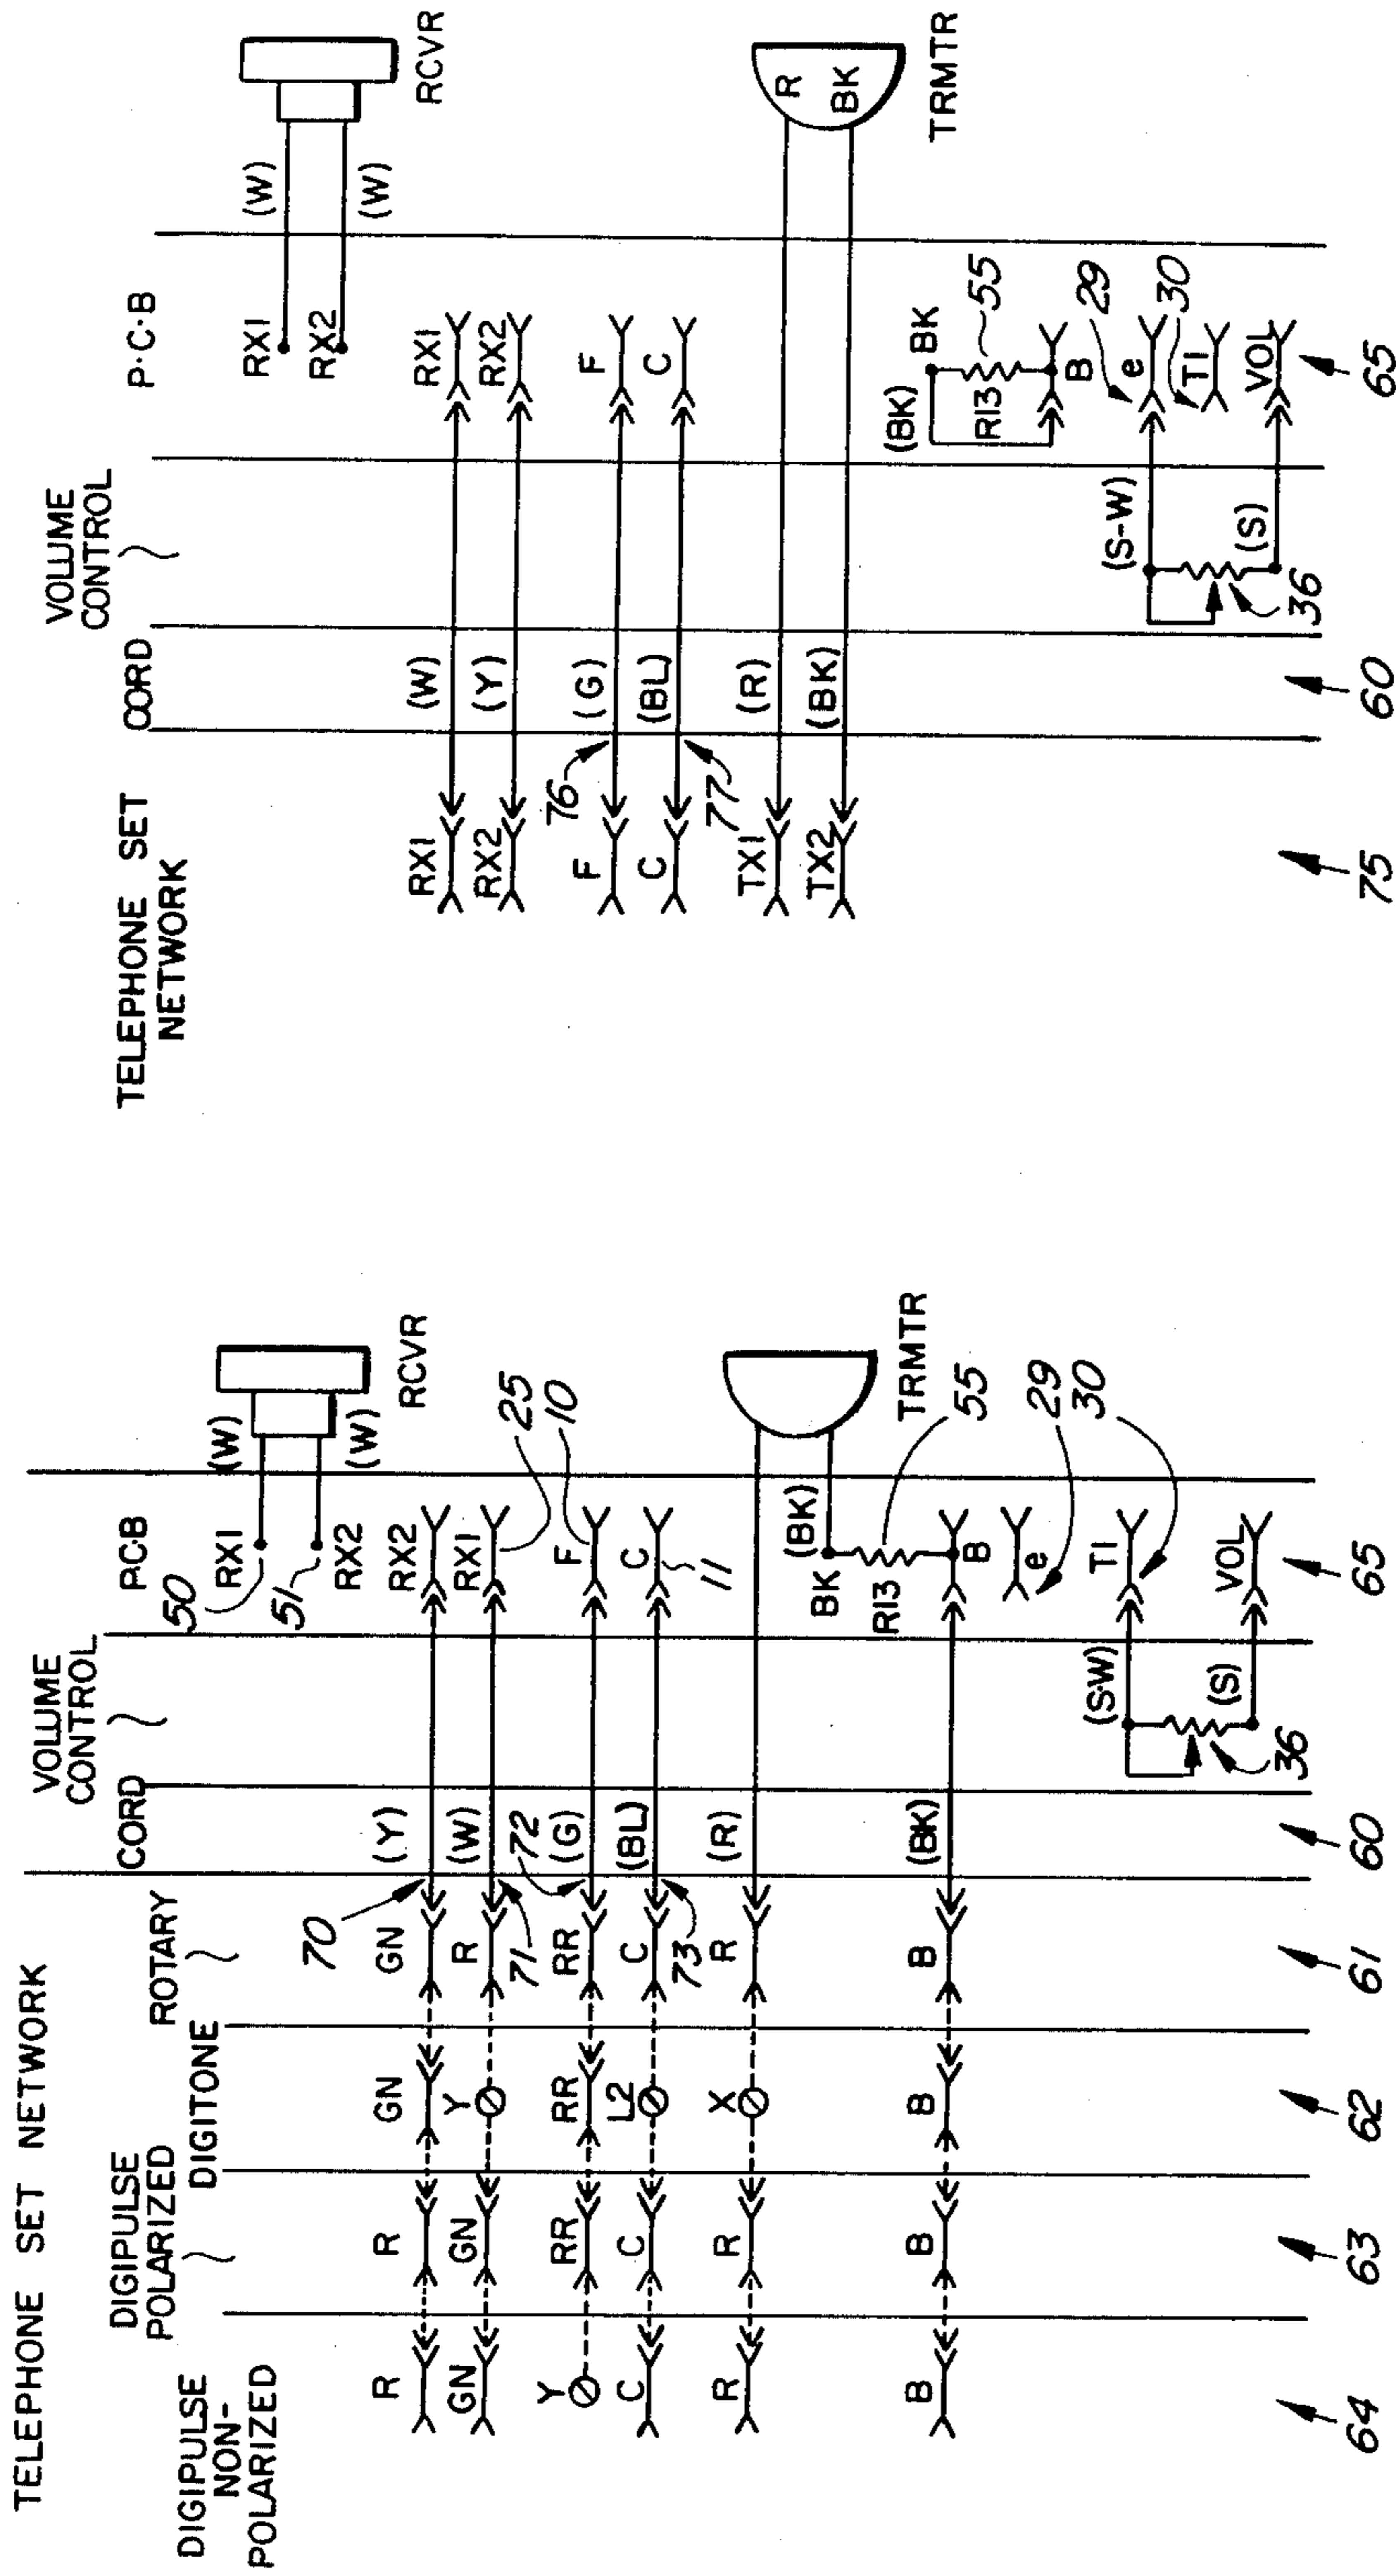 TELEPHONE SET NETWORK
DIGIPULSE
NON-
POLARIZED
DIGIPULSE
POLARIZED
DIGITONE
ROTARY
CORD
VOLUME
CONTROL
P.C.B
RX1
50
51
RX2
(W)
(W)
RCVR
R
R
GN
GN
70
(Y)
RX2
GN
GN
Y
R
71
(W)
RX1
25
Y
RR
RR
RR
72
(G)
F
10
C
C
L2
C
73
(BL)
C
11
R
R
X
R
(R)
TRMTR
(BK)
BK
R13
55
B
B
B
B
(BK)
B
e
29
T1
30
(S-W)
(S)
VOL
36
64
63
62
61
60
65
TELEPHONE SET
NETWORK
CORD
VOLUME
CONTROL
P.C.B
RX1
RX2
(W)
(W)
RCVR
RX1
(W)
RX1
RX2
(Y)
RX2
F
76
(G)
F
C
77
(BL)
C
TX1
(R)
R
TX2
(BK)
BK
TRMTR
(BK)
BK
R13
55
B
29
e
30
T1
(S-W)
(S)
VOL
36
75
60
65